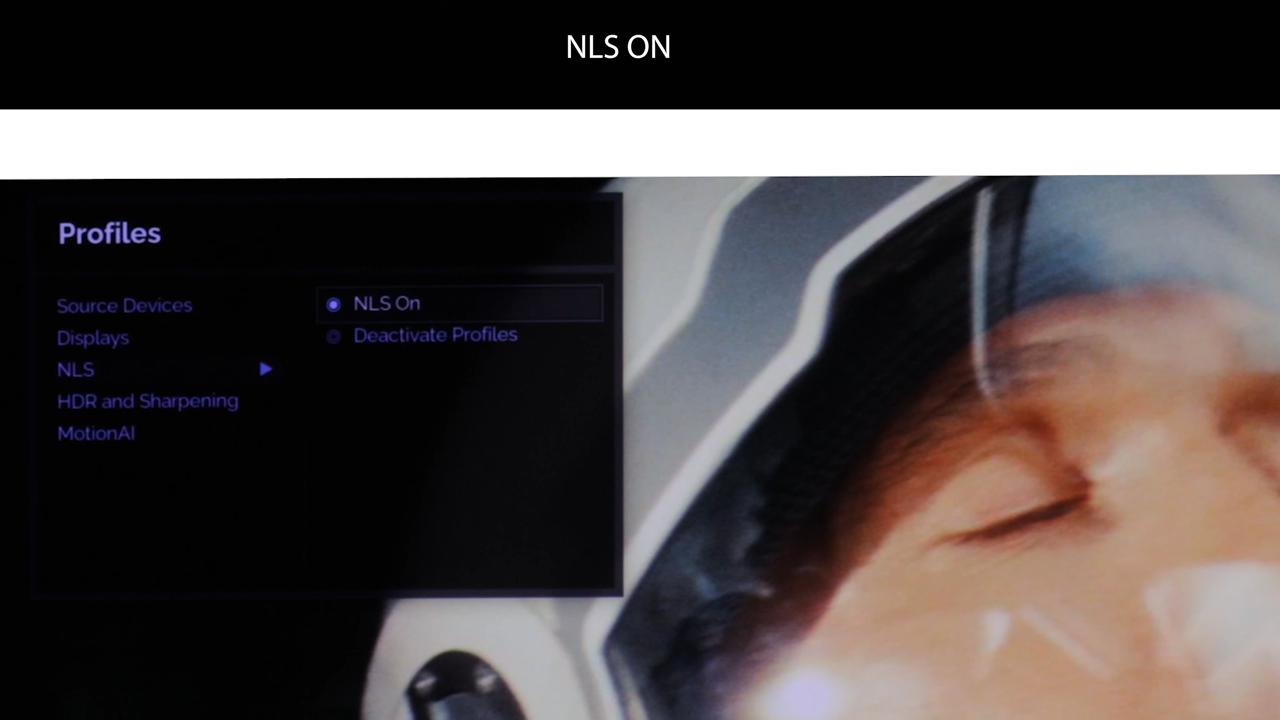 NLS ON
Profiles
Source Devices
Displays
NLS
HDR and Sharpening
MotionAI
NLS On
Deactivate Profiles